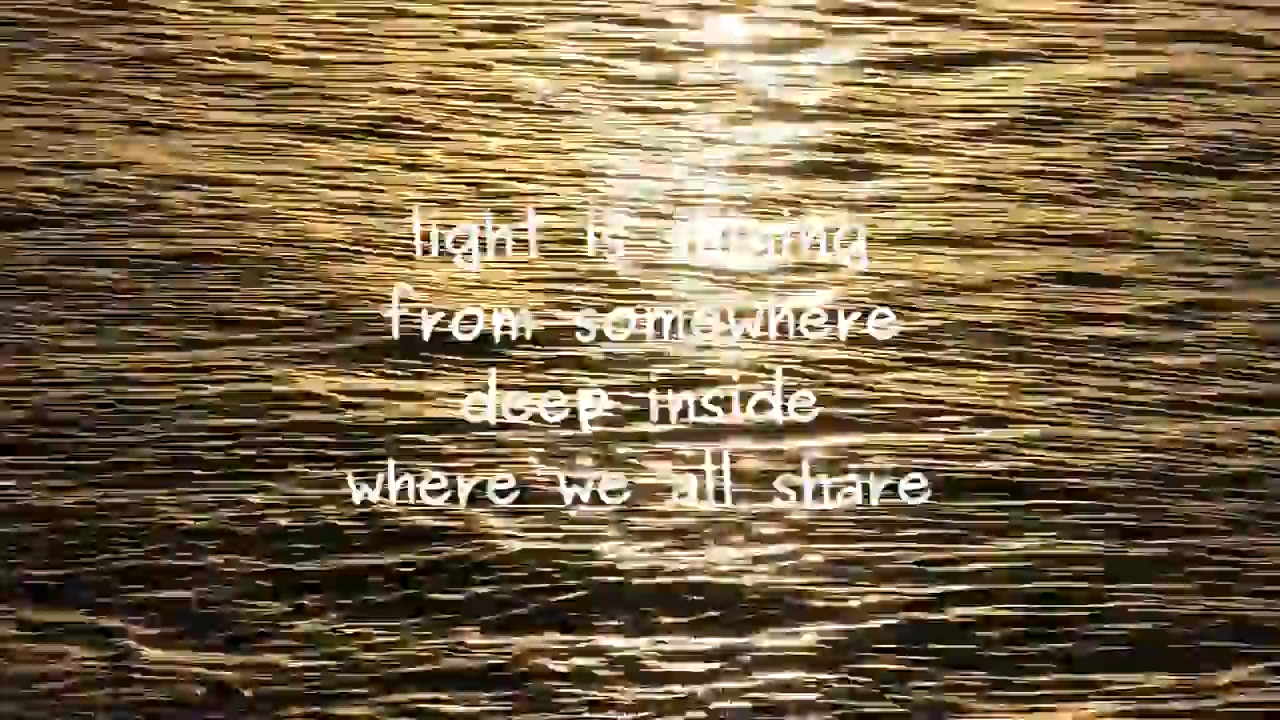 light is
from somewhere
deep inside
where we all share